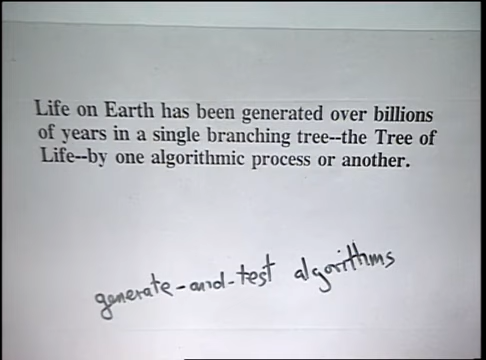 Life on Earth has been generated over billions
of years in a single branching tree--the Tree of
Life--by one algorithmic process or another.
generate-and-test algorithms